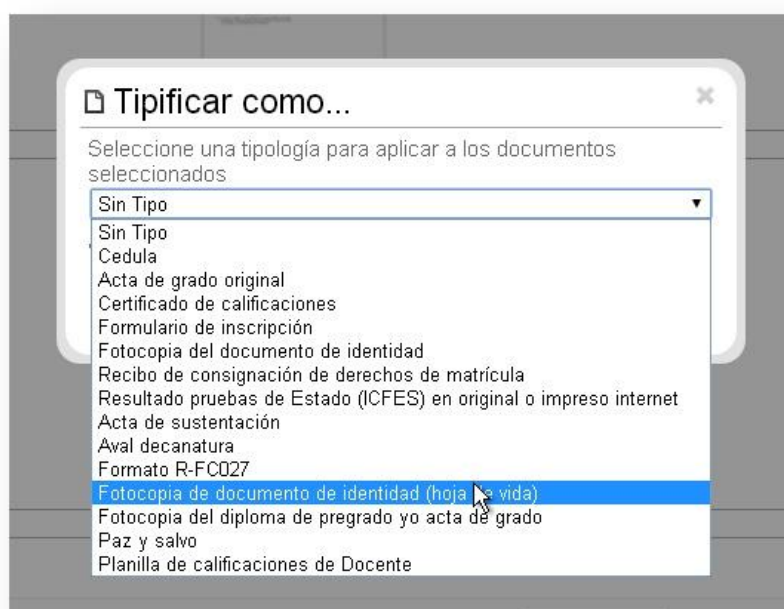 Tipificar como...
Seleccione una tipología para aplicar a los documentos
seleccionados
Sin Tipo
Sin Tipo
Cedula
Acta de grado original
Certificado de calificaciones
Formulario de inscripción
Fotocopia del documento de identidad
Recibo de consignación de derechos de matrícula
Resultado pruebas de Estado (ICFES) en original o impreso internet
Acta de sustentación
Aval decanatura
Formato R-FC027
Fotocopia de documento de identidad (hoja de vida)
Fotocopia del diploma de pregrado yo acta de grado
Paz y salvo
Planilla de calificaciones de Docente